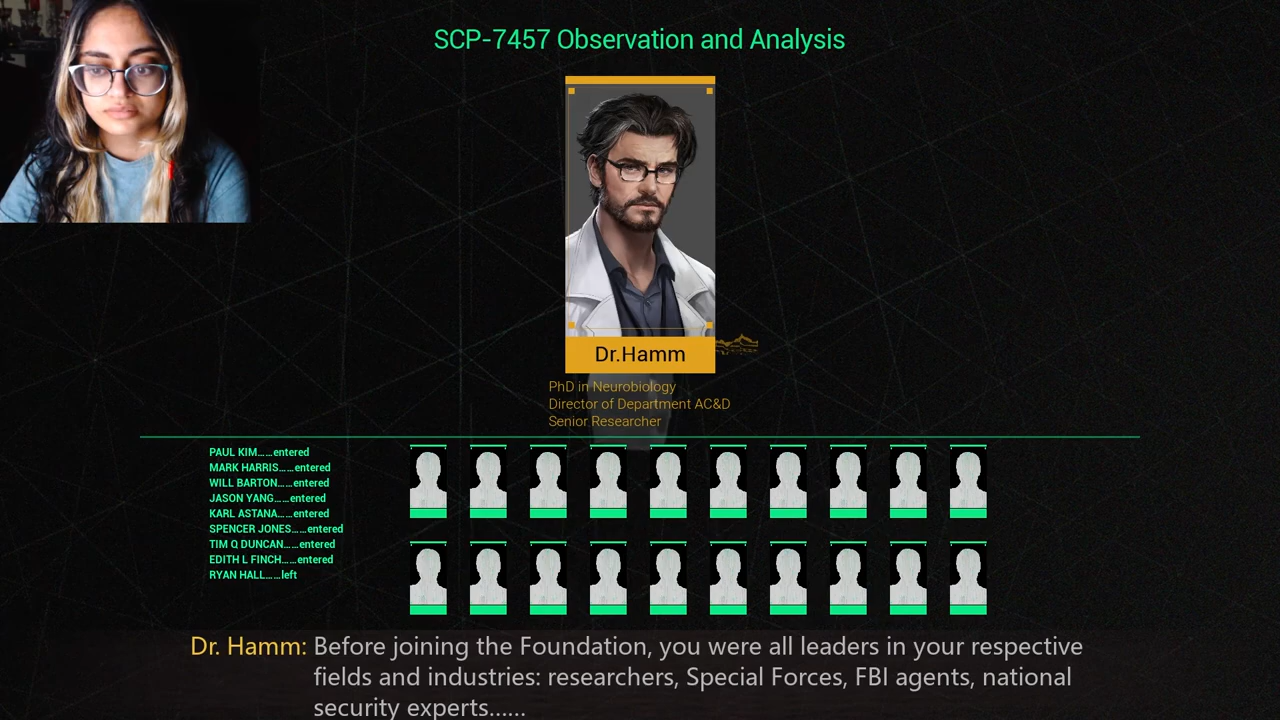 SCP-7457 Observation and Analysis
Dr.Hamm
PhD in Neurobiology
Director of Department AC&D
Senior Researcher
PAUL KIM......entered
MARK HARRIS......entered
WILL BARTON......entered
JASON YANG......entered
KARL ASTANA......entered
SPENCER JONES......entered
TIM Q DUNCAN......entered
EDITH L FINCH......entered
RYAN HALL......left
Dr. Hamm: Before joining the Foundation, you were all leaders in your respective
fields and industries: researchers, Special Forces, FBI agents, national
security experts......